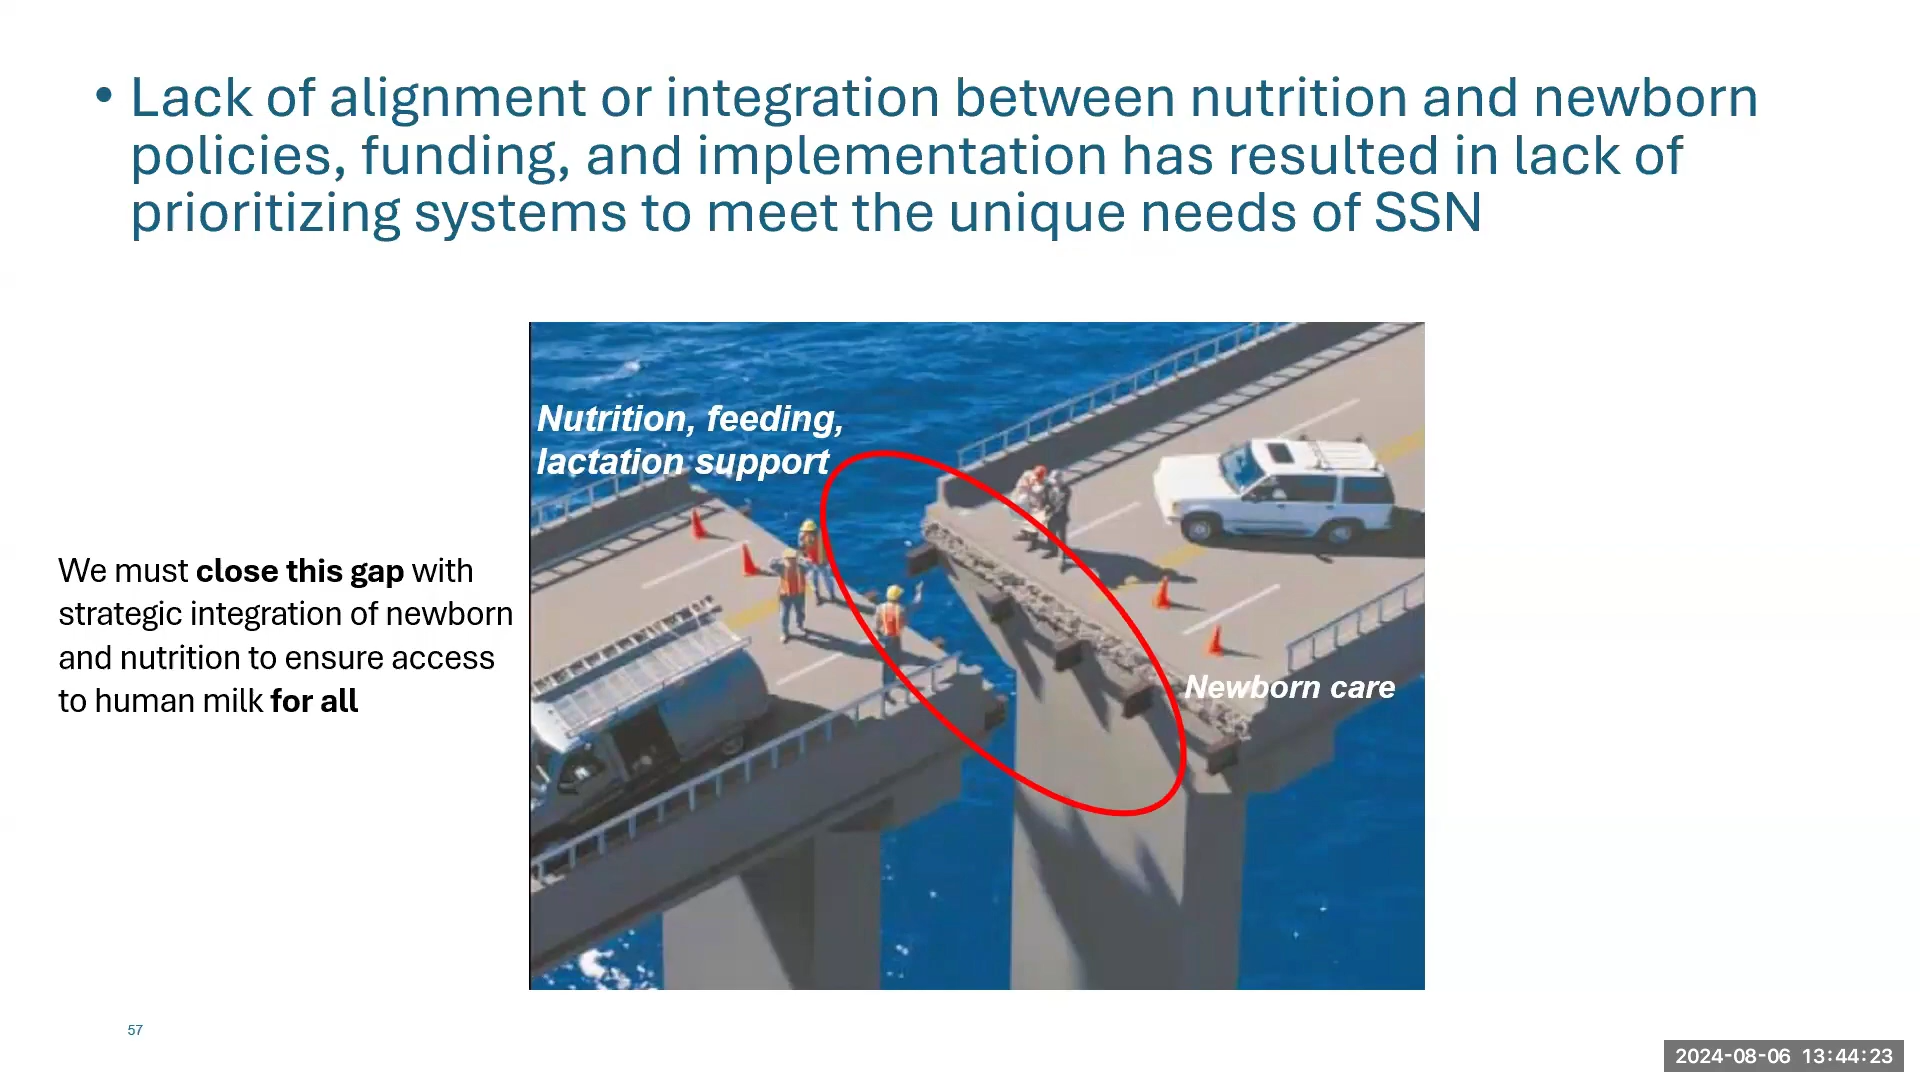 • Lack of alignment or integration between nutrition and newborn
policies, funding, and implementation has resulted in lack of
prioritizing systems to meet the unique needs of SSN
Nutrition, feeding,
lactation support
We must close this gap with
strategic integration of newborn
and nutrition to ensure access
to human milk for all
Newborn care
57
2024-08-06 13:44:23